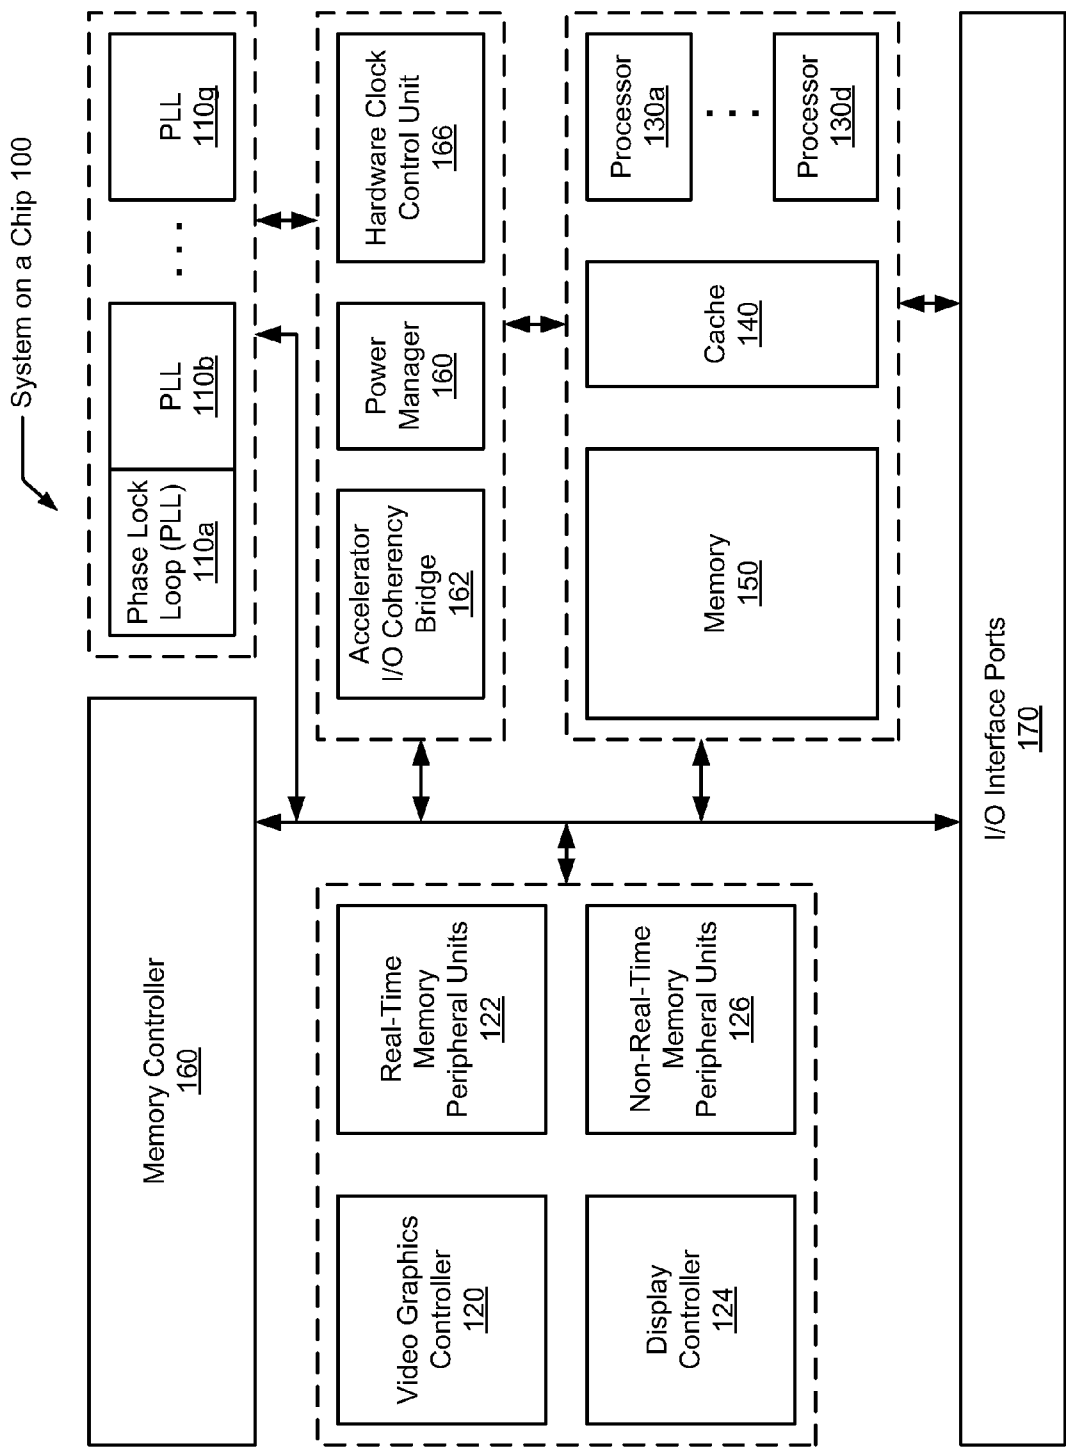 System on a Chip 100
Memory Controller
160
Phase Lock
Loop (PLL)
110a
PLL
110b
. . .
PLL
110g
Video Graphics
Controller
120
Real-Time
Memory
Peripheral Units
122
Accelerator
I/O Coherency
Bridge
162
Power
Manager
160
Hardware Clock
Control Unit
166
Display
Controller
124
Non-Real-Time
Memory
Peripheral Units
126
Memory
150
Cache
140
Processor
130a
. . .
Processor
130d
I/O Interface Ports
170